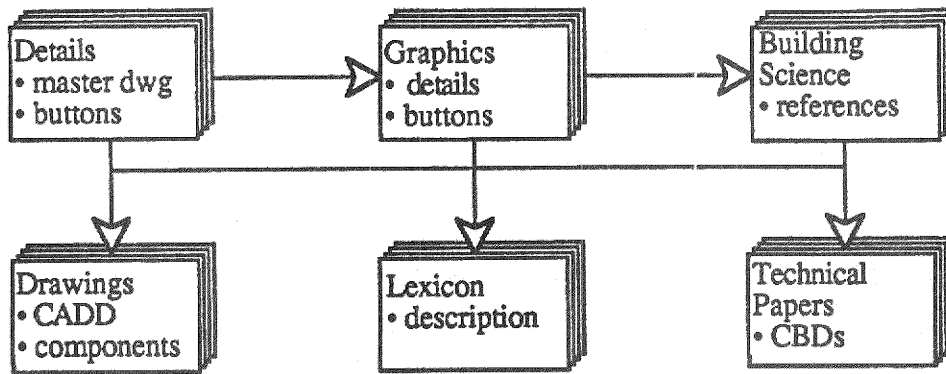 Details
• master dwg
• buttons
Graphics
• details
• buttons
Building
Science
• references
Drawings
• CADD
• components
Lexicon
• description
Technical
Papers
• CBDs